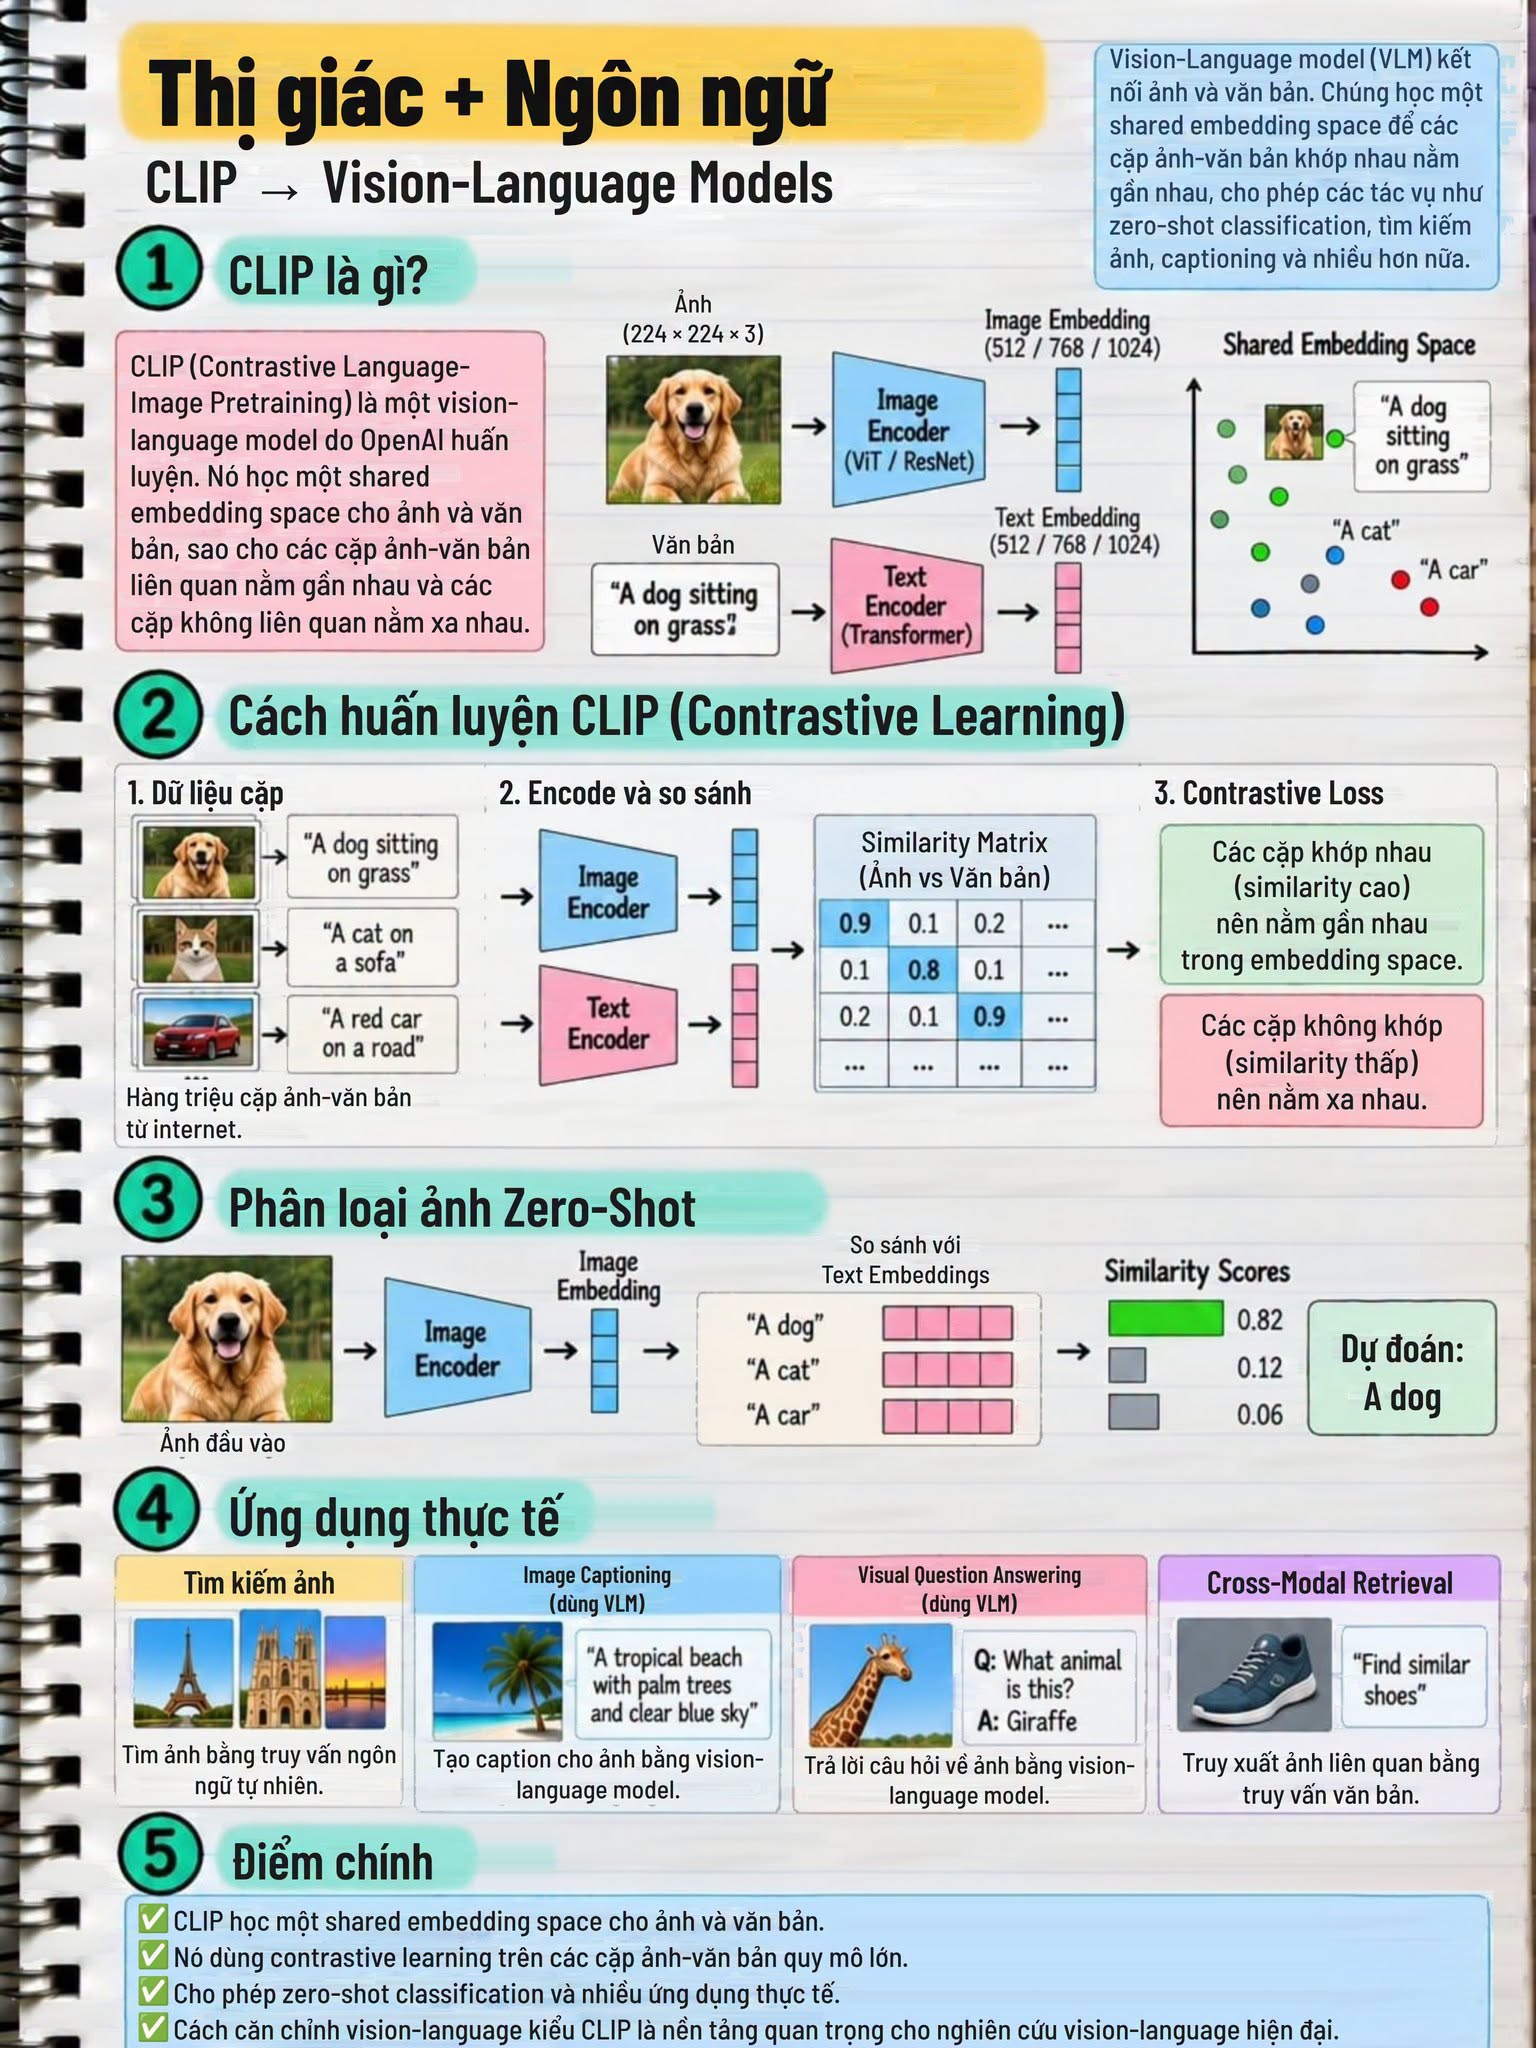 Thị giác + Ngôn ngữ
CLIP → Vision-Language Models
Vision-Language model (VLM) kết
nối ảnh và văn bản. Chúng học một
shared embedding space để các
cặp ảnh-văn bản khớp nhau nằm
gần nhau, cho phép các tác vụ như
zero-shot classification, tìm kiếm
ảnh, captioning và nhiều hơn nữa.
1 CLIP là gì?
CLIP (Contrastive Language-
Image Pretraining) là một vision-
language model do OpenAI huấn
luyện. Nó học một shared
embedding space cho ảnh và văn
bản, sao cho các cặp ảnh-văn bản
liên quan nằm gần nhau và các
cặp không liên quan nằm xa nhau.
Ảnh
(224 × 224 × 3)
Image
Encoder
(ViT / ResNet)
Image Embedding
(512 / 768 / 1024)
Văn bản
“A dog sitting
on grass”
Text
Encoder
(Transformer)
Text Embedding
(512 / 768 / 1024)
Shared Embedding Space
“A dog
sitting
on grass”
“A cat”
“A car”
2 Cách huấn luyện CLIP (Contrastive Learning)
1. Dữ liệu cặp
“A dog sitting
on grass”
“A cat on
a sofa”
“A red car
on a road”
...
Hàng triệu cặp ảnh-văn bản
từ internet.
2. Encode và so sánh
Image
Encoder
Text
Encoder
Similarity Matrix
(Ảnh vs Văn bản)
0.9 0.1 0.2 ...
0.1 0.8 0.1 ...
0.2 0.1 0.9 ...
... ... ... ...
3. Contrastive Loss
Các cặp khớp nhau
(similarity cao)
nên nằm gần nhau
trong embedding space.
Các cặp không khớp
(similarity thấp)
nên nằm xa nhau.
3 Phân loại ảnh Zero-Shot
Ảnh đầu vào
Image
Encoder
Image
Embedding
So sánh với
Text Embeddings
“A dog”
“A cat”
“A car”
Similarity Scores
0.82
0.12
0.06
Dự đoán:
A dog
4 Ứng dụng thực tế
Tìm kiếm ảnh
Tìm ảnh bằng truy vấn ngôn
ngữ tự nhiên.
Image Captioning
(dùng VLM)
“A tropical beach
with palm trees
and clear blue sky”
Tạo caption cho ảnh bằng vision-
language model.
Visual Question Answering
(dùng VLM)
Q: What animal
is this?
A: Giraffe
Trả lời câu hỏi về ảnh bằng vision-
language model.
Cross-Modal Retrieval
“Find similar
shoes”
Truy xuất ảnh liên quan bằng
truy vấn văn bản.
5 Điểm chính
✅ CLIP học một shared embedding space cho ảnh và văn bản.
✅ Nó dùng contrastive learning trên các cặp ảnh-văn bản quy mô lớn.
✅ Cho phép zero-shot classification và nhiều ứng dụng thực tế.
✅ Cách căn chỉnh vision-language kiểu CLIP là nền tảng quan trọng cho nghiên cứu vision-language hiện đại.